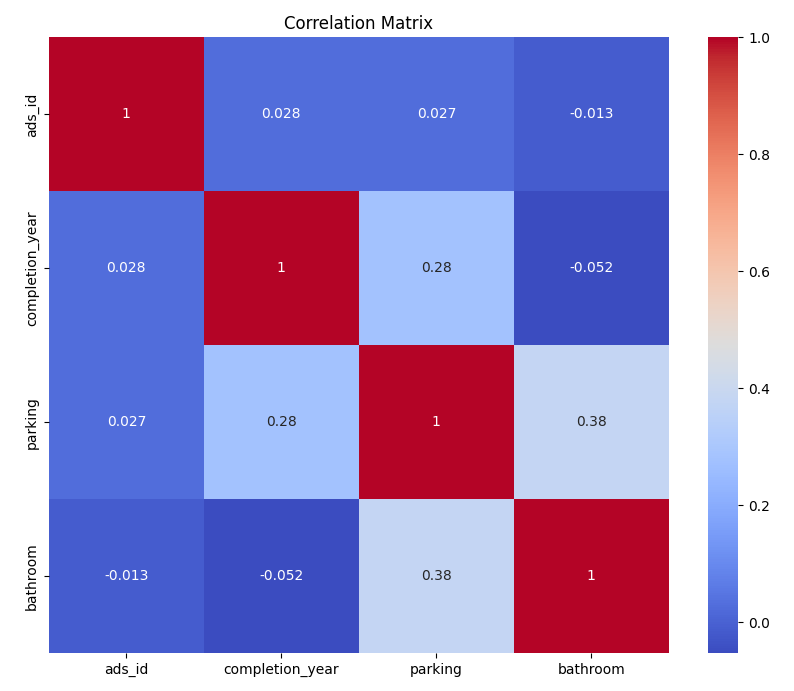 Correlation Matrix
ads_id 1 0.028 0.027 -0.013
completion_year 0.028 1 0.28 -0.052
parking 0.027 0.28 1 0.38
bathroom -0.013 -0.052 0.38 1
ads_id completion_year parking bathroom
1.0
0.8
0.6
0.4
0.2
0.0